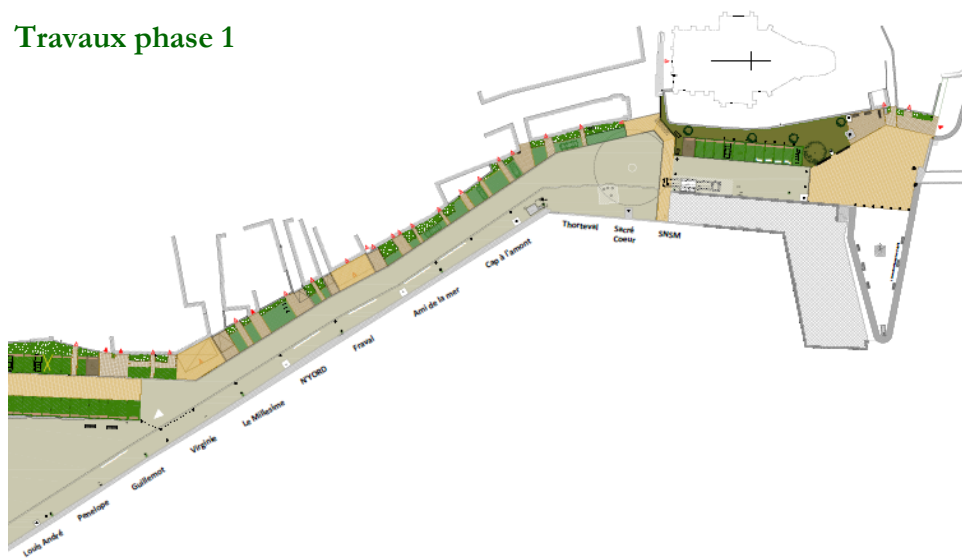 Travaux phase 1
Louis André
Penelope
Guillemot
Virginie
Le Millesime
N'YORD
Fraval
Ami de la mer
Cap à l'amont
Thorteval
Sacré
Coeur
SNSM